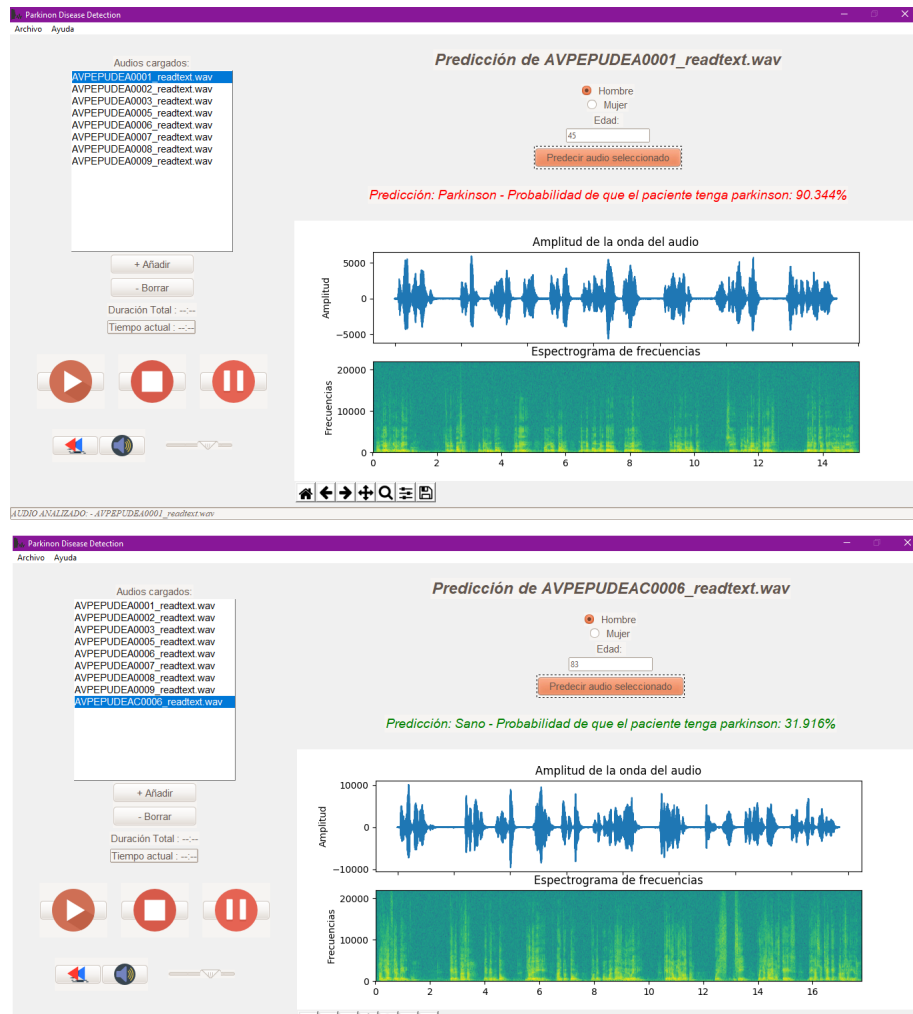 Parkinon Disease Detection
Archivo Ayuda
Audios cargados:
AVPEPUDEA0001_readtext.wav
AVPEPUDEA0002_readtext.wav
AVPEPUDEA0003_readtext.wav
AVPEPUDEA0005_readtext.wav
AVPEPUDEA0006_readtext.wav
AVPEPUDEA0007_readtext.wav
AVPEPUDEA0008_readtext.wav
AVPEPUDEA0009_readtext.wav
+ Añadir
- Borrar
Duración Total : --:--
Tiempo actual : --:--
Predicción de AVPEPUDEA0001_readtext.wav
Hombre
Mujer
Edad:
45
Predecir audio seleccionado
Predicción: Parkinson - Probabilidad de que el paciente tenga parkinson: 90.344%
Amplitud de la onda del audio
Amplitud
5000
0
−5000
Espectrograma de frecuencias
Frecuencias
20000
10000
0
0 2 4 6 8 10 12 14
AUDIO ANALIZADO: - AVPEPUDEA0001_readtext.wav
Parkinon Disease Detection
Archivo Ayuda
Audios cargados:
AVPEPUDEA0001_readtext.wav
AVPEPUDEA0002_readtext.wav
AVPEPUDEA0003_readtext.wav
AVPEPUDEA0005_readtext.wav
AVPEPUDEA0006_readtext.wav
AVPEPUDEA0007_readtext.wav
AVPEPUDEA0008_readtext.wav
AVPEPUDEA0009_readtext.wav
AVPEPUDEAC0006_readtext.wav
+ Añadir
- Borrar
Duración Total : --:--
Tiempo actual : --:--
Predicción de AVPEPUDEAC0006_readtext.wav
Hombre
Mujer
Edad:
83
Predecir audio seleccionado
Predicción: Sano - Probabilidad de que el paciente tenga parkinson: 31.916%
Amplitud de la onda del audio
Amplitud
10000
0
−10000
Espectrograma de frecuencias
Frecuencias
20000
10000
0
0 2 4 6 8 10 12 14 16